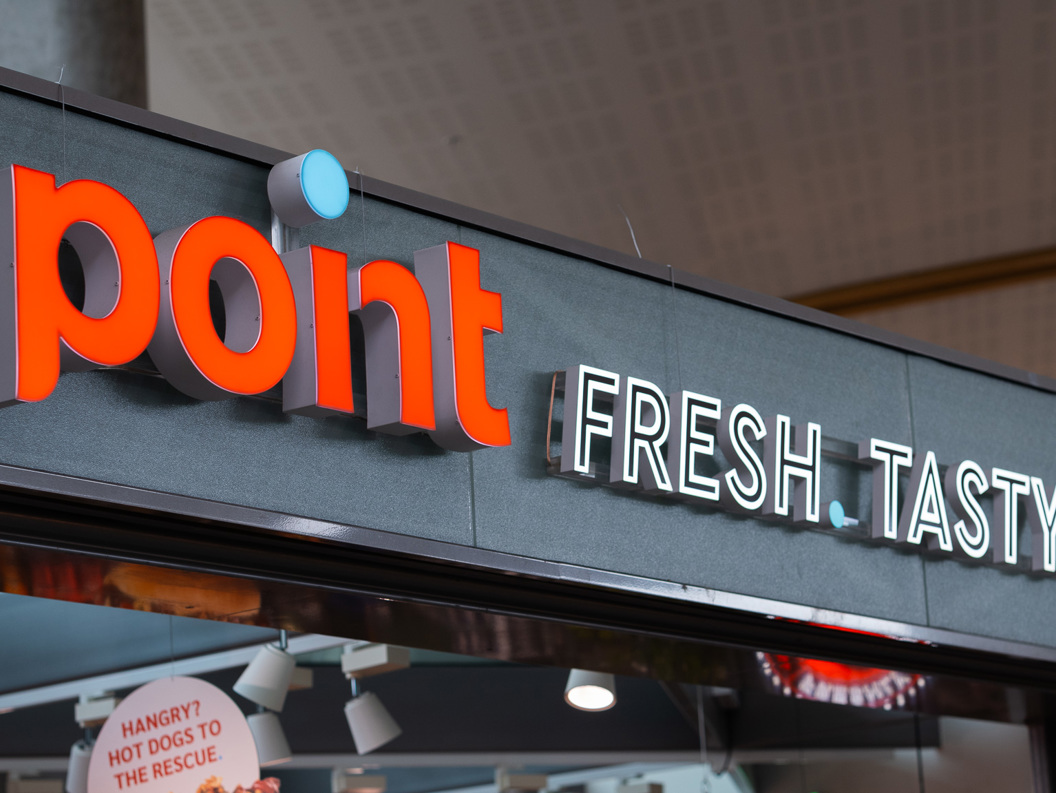 point
FRESH. TASTY
HANGRY?
HOT DOGS TO
THE RESCUE.